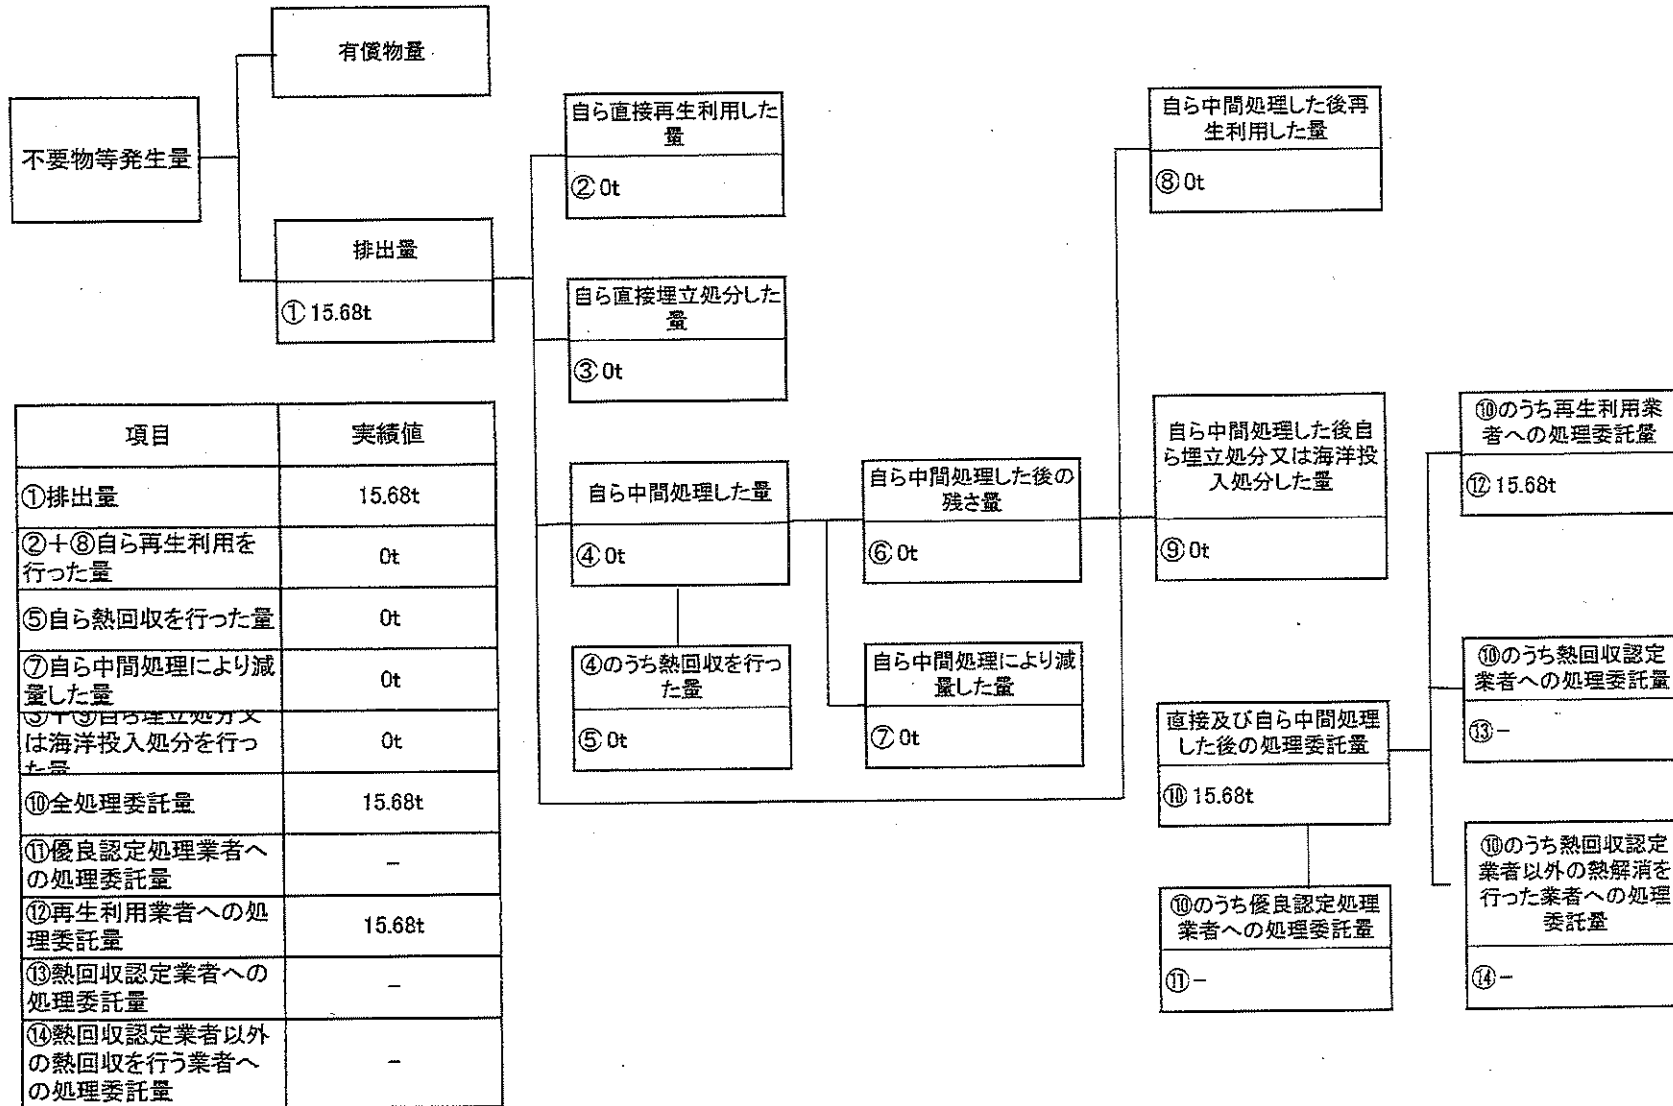 不要物等発生量
有償物量
排出量
① 15.68t
自ら直接再生利用した
量
② 0t
自ら直接埋立処分した
量
③ 0t
自ら中間処理した量
④ 0t
④のうち熱回収を行っ
た量
⑤ 0t
自ら中間処理した後の
残さ量
⑥ 0t
自ら中間処理により減
量した量
⑦ 0t
自ら中間処理した後再
生利用した量
⑧ 0t
自ら中間処理した後自
ら埋立処分又は海洋投
入処分した量
⑨ 0t
直接及び自ら中間処理
した後の処理委託量
⑩ 15.68t
⑩のうち優良認定処理
業者への処理委託量
⑪ −
⑩のうち再生利用業
者への処理委託量
⑫ 15.68t
⑩のうち熱回収認定
業者への処理委託量
⑬ −
⑩のうち熱回収認定
業者以外の熱解消を
行った業者への処理
委託量
⑭ −
項目 実績値
①排出量 15.68t
②＋⑧自ら再生利用を
行った量 0t
⑤自ら熱回収を行った量 0t
⑦自ら中間処理により減
量した量 0t
③＋⑨自ら埋立処分又
は海洋投入処分を行っ
た量 0t
⑩全処理委託量 15.68t
⑪優良認定処理業者へ
の処理委託量 −
⑫再生利用業者への処
理委託量 15.68t
⑬熱回収認定業者への
処理委託量 −
⑭熱回収認定業者以外
の熱回収を行う業者へ
の処理委託量 −